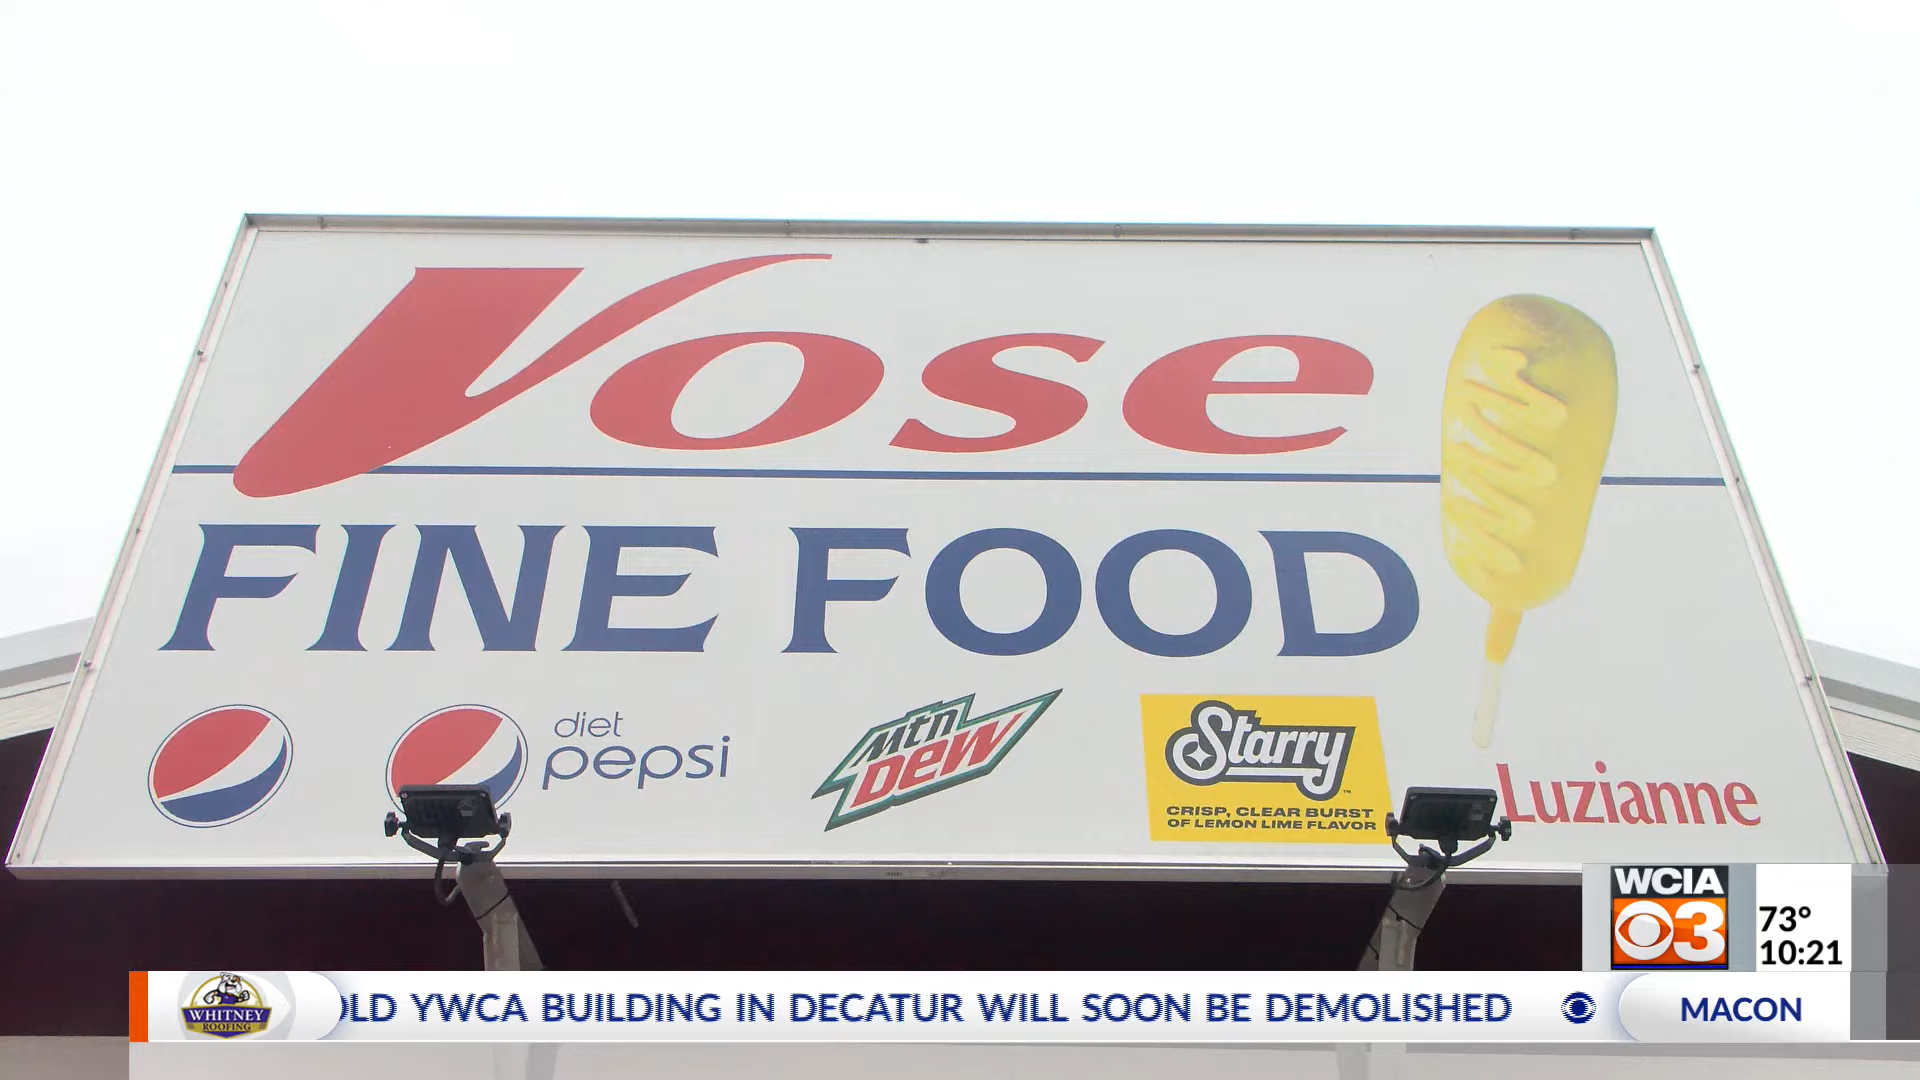 Vose
FINE FOOD
diet
pepsi
Mtn
DEW
Starry
™
CRISP, CLEAR BURST
OF LEMON LIME FLAVOR
Luzianne
WCIA
3
73°
10:21
WHITNEY
ROOFING
OLD YWCA BUILDING IN DECATUR WILL SOON BE DEMOLISHED
MACON